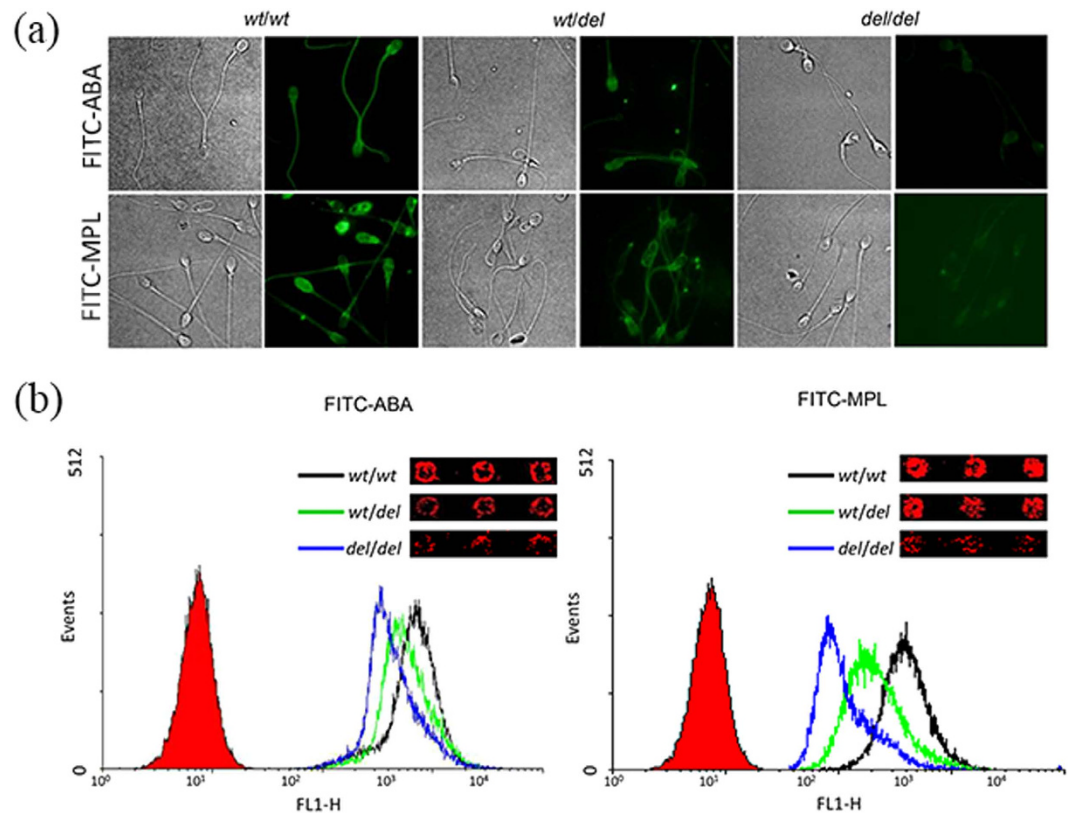 (a)
wt/wt
wt/del
del/del
FITC-ABA
FITC-MPL
(b)
FITC-ABA
512
Events
0
wt/wt
wt/del
del/del
10⁰
10¹
10²
10³
10⁴
FL1-H
FITC-MPL
512
Events
0
wt/wt
wt/del
del/del
10⁰
10¹
10²
10³
10⁴
FL1-H